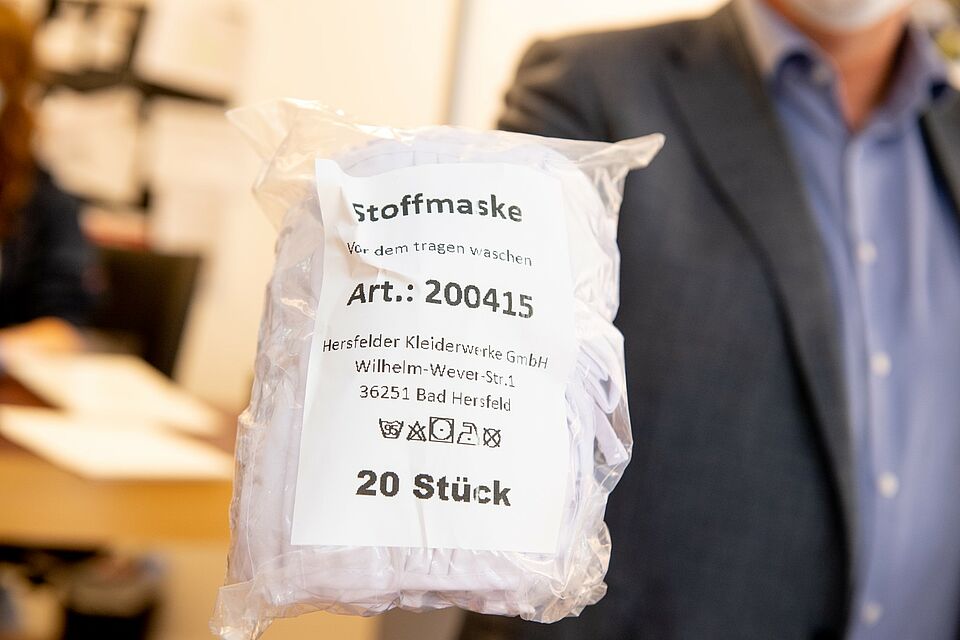 Stoffmaske
Vor dem tragen waschen
Art.: 200415
Hersfelder Kleiderwerke GmbH
Wilhelm-Wever-Str.1
36251 Bad Hersfeld
95
20 Stück